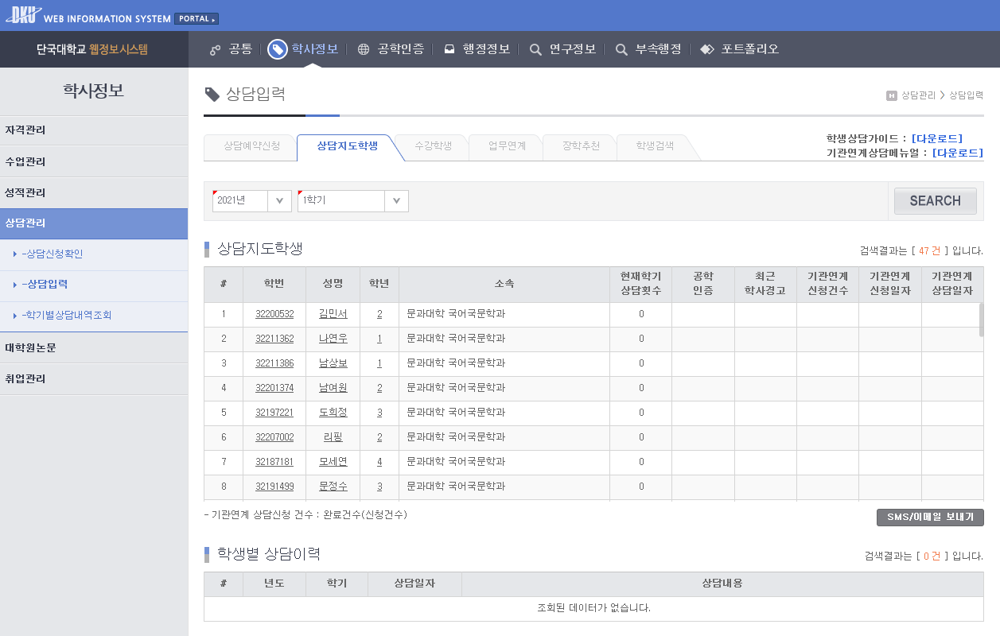 DKU WEB INFORMATION SYSTEM PORTAL
단국대학교 웹정보시스템
공통 학사정보 공학인증 행정정보 연구정보 부속행정 포트폴리오
학사정보
자격관리
수업관리
성적관리
상담관리
-상담신청확인
-상담입력
-학기별상담내역조회
대학원논문
취업관리
상담입력
H 상담관리 > 상담입력
상담예약신청 상담지도학생 수강학생 업무연계 장학추천 학생검색
학생상담가이드 : [다운로드]
기관연계상담메뉴얼 : [다운로드]
2021년 1학기 SEARCH
상담지도학생
검색결과는 [ 47 건 ] 입니다.
# 학번 성명 학년 소속 현재학기 상담횟수 공학 인증 최근 학사경고 기관연계 신청건수 기관연계 신청일자 기관연계 상담일자
1 32200532 김민서 2 문과대학 국어국문학과 0
2 32211362 나연우 1 문과대학 국어국문학과 0
3 32211386 남상보 1 문과대학 국어국문학과 0
4 32201374 남여원 2 문과대학 국어국문학과 0
5 32197221 도희정 3 문과대학 국어국문학과 0
6 32207002 리핑 2 문과대학 국어국문학과 0
7 32187181 모세연 4 문과대학 국어국문학과 0
8 32191499 문정수 3 문과대학 국어국문학과 0
- 기관연계 상담신청 건수 : 완료건수(신청건수)
SMS/이메일 보내기
학생별 상담이력
검색결과는 [ 0 건 ] 입니다.
# 년도 학기 상담일자 상담내용
조회된 데이터가 없습니다.